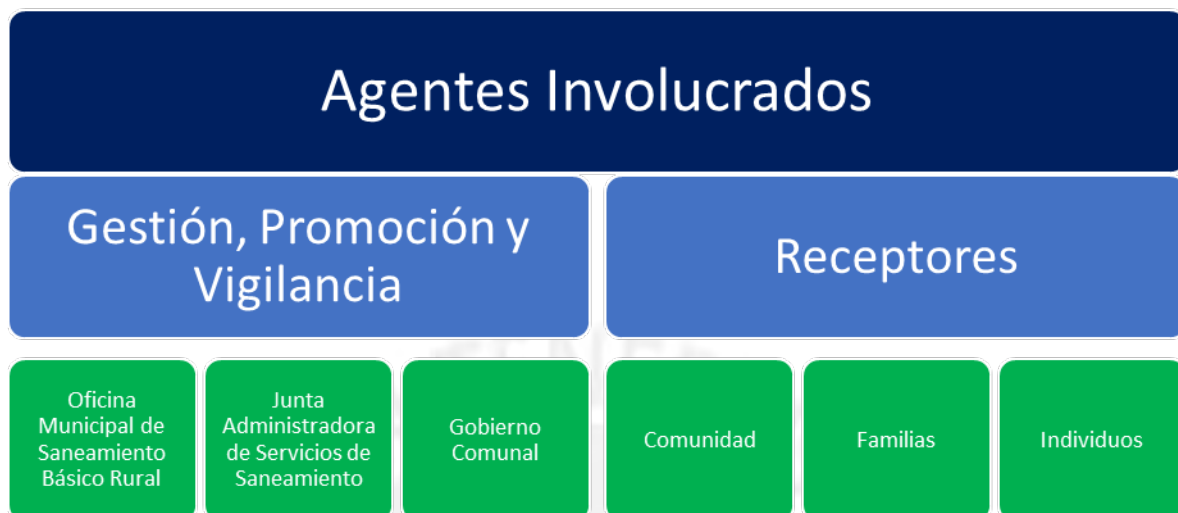 Agentes Involucrados
Gestión, Promoción y
Vigilancia
Receptores
Oficina
Municipal de
Saneamiento
Básico Rural
Junta
Administradora
de Servicios de
Saneamiento
Gobierno
Comunal
Comunidad
Familias
Individuos